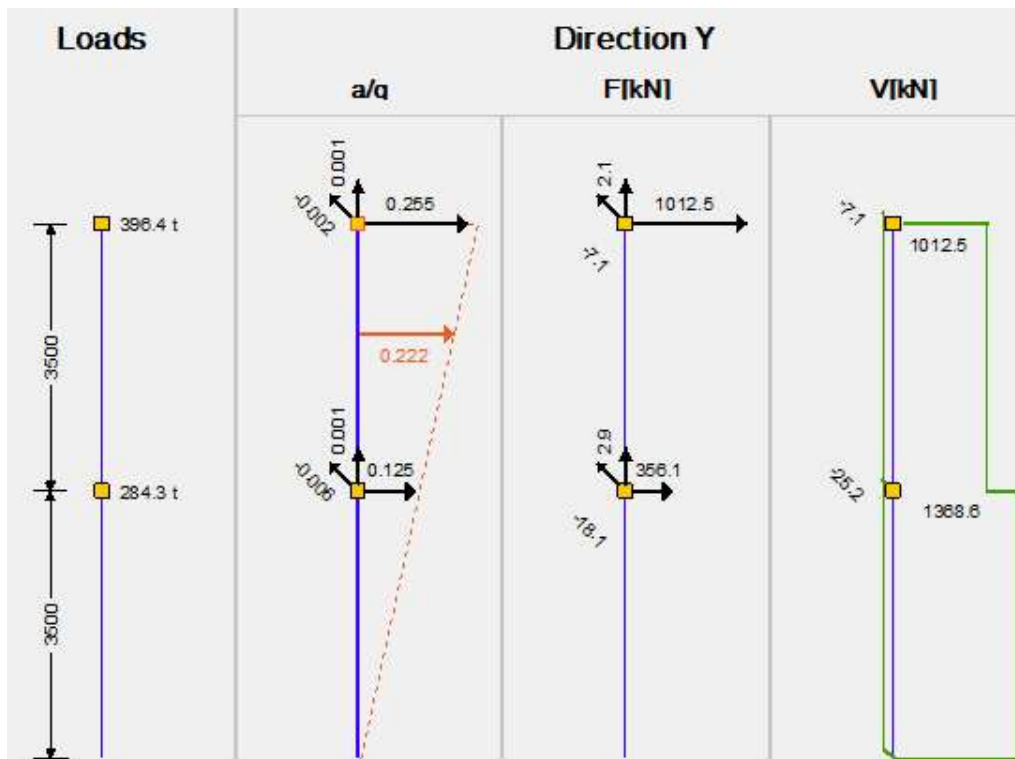 Loads
Direction Y
a/g
F[kN]
V[kN]
0.001
-0.002
0.255
396.4 t
2.1
1012.5
-7.1
-7.1
1012.5
3500
0.222
0.001
-0.006
0.125
284.3 t
2.9
356.1
-18.1
-25.2
1368.6
3500